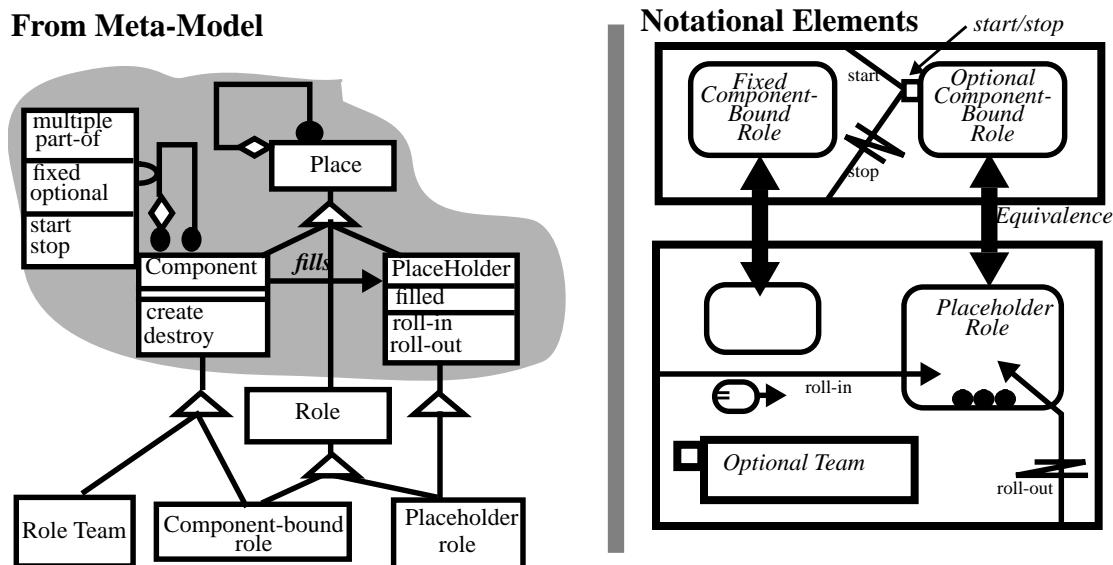 From Meta-Model
multiple
part-of
fixed
optional
start
stop
Place
Component
create
destroy
fills
PlaceHolder
filled
roll-in
roll-out
Role
Role Team
Component-bound
role
Placeholder
role
Notational Elements
start/stop
start
stop
Fixed
Component-
Bound
Role
Optional
Component-
Bound
Role
Equivalence
Placeholder
Role
roll-in
Optional Team
roll-out